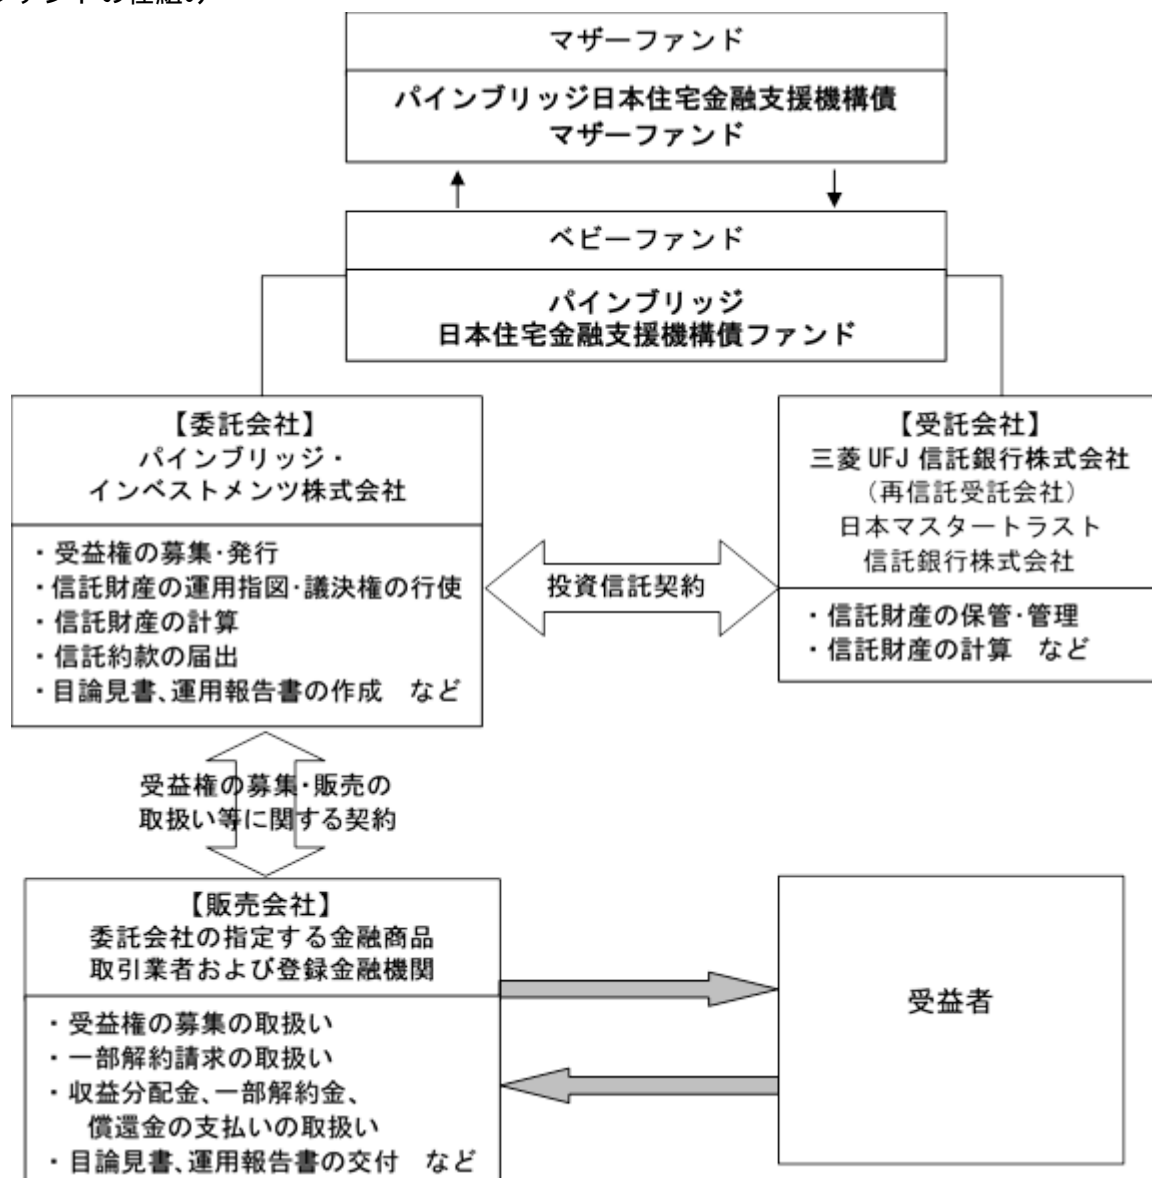 ファンドの仕組み
マザーファンド
パインブリッジ日本住宅金融支援機構債
マザーファンド
ベビーファンド
パインブリッジ
日本住宅金融支援機構債ファンド
【委託会社】
パインブリッジ・
インベストメンツ株式会社
・受益権の募集・発行
・信託財産の運用指図・議決権の行使
・信託財産の計算
・信託約款の届出
・目論見書、運用報告書の作成　など
投資信託契約
【受託会社】
三菱 UFJ 信託銀行株式会社
（再信託受託会社）
日本マスタートラスト
信託銀行株式会社
・信託財産の保管・管理
・信託財産の計算　など
受益権の募集・販売の
取扱い等に関する契約
【販売会社】
委託会社の指定する金融商品
取引業者および登録金融機関
・受益権の募集の取扱い
・一部解約請求の取扱い
・収益分配金、一部解約金、
償還金の支払いの取扱い
・目論見書、運用報告書の交付　など
受益者